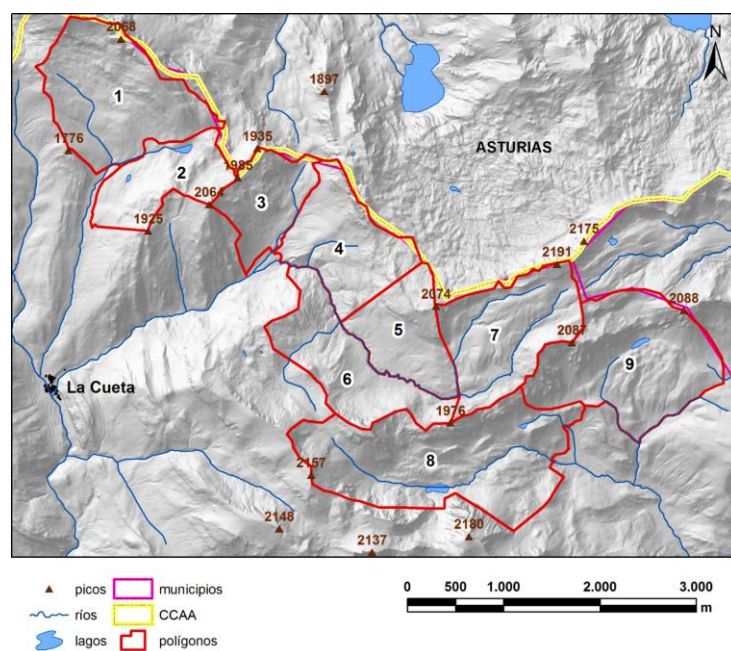 2068
N
1897
1
1776
1935
ASTURIAS
1985
2
2064
3
1925
2175
4
2191
2074
2088
7
5
2087
9
6
La Cueta
1976
8
2157
2148
2180
2137
picos
municipios
ríos
CCAA
lagos
polígonos
0 500 1.000 2.000 3.000
m